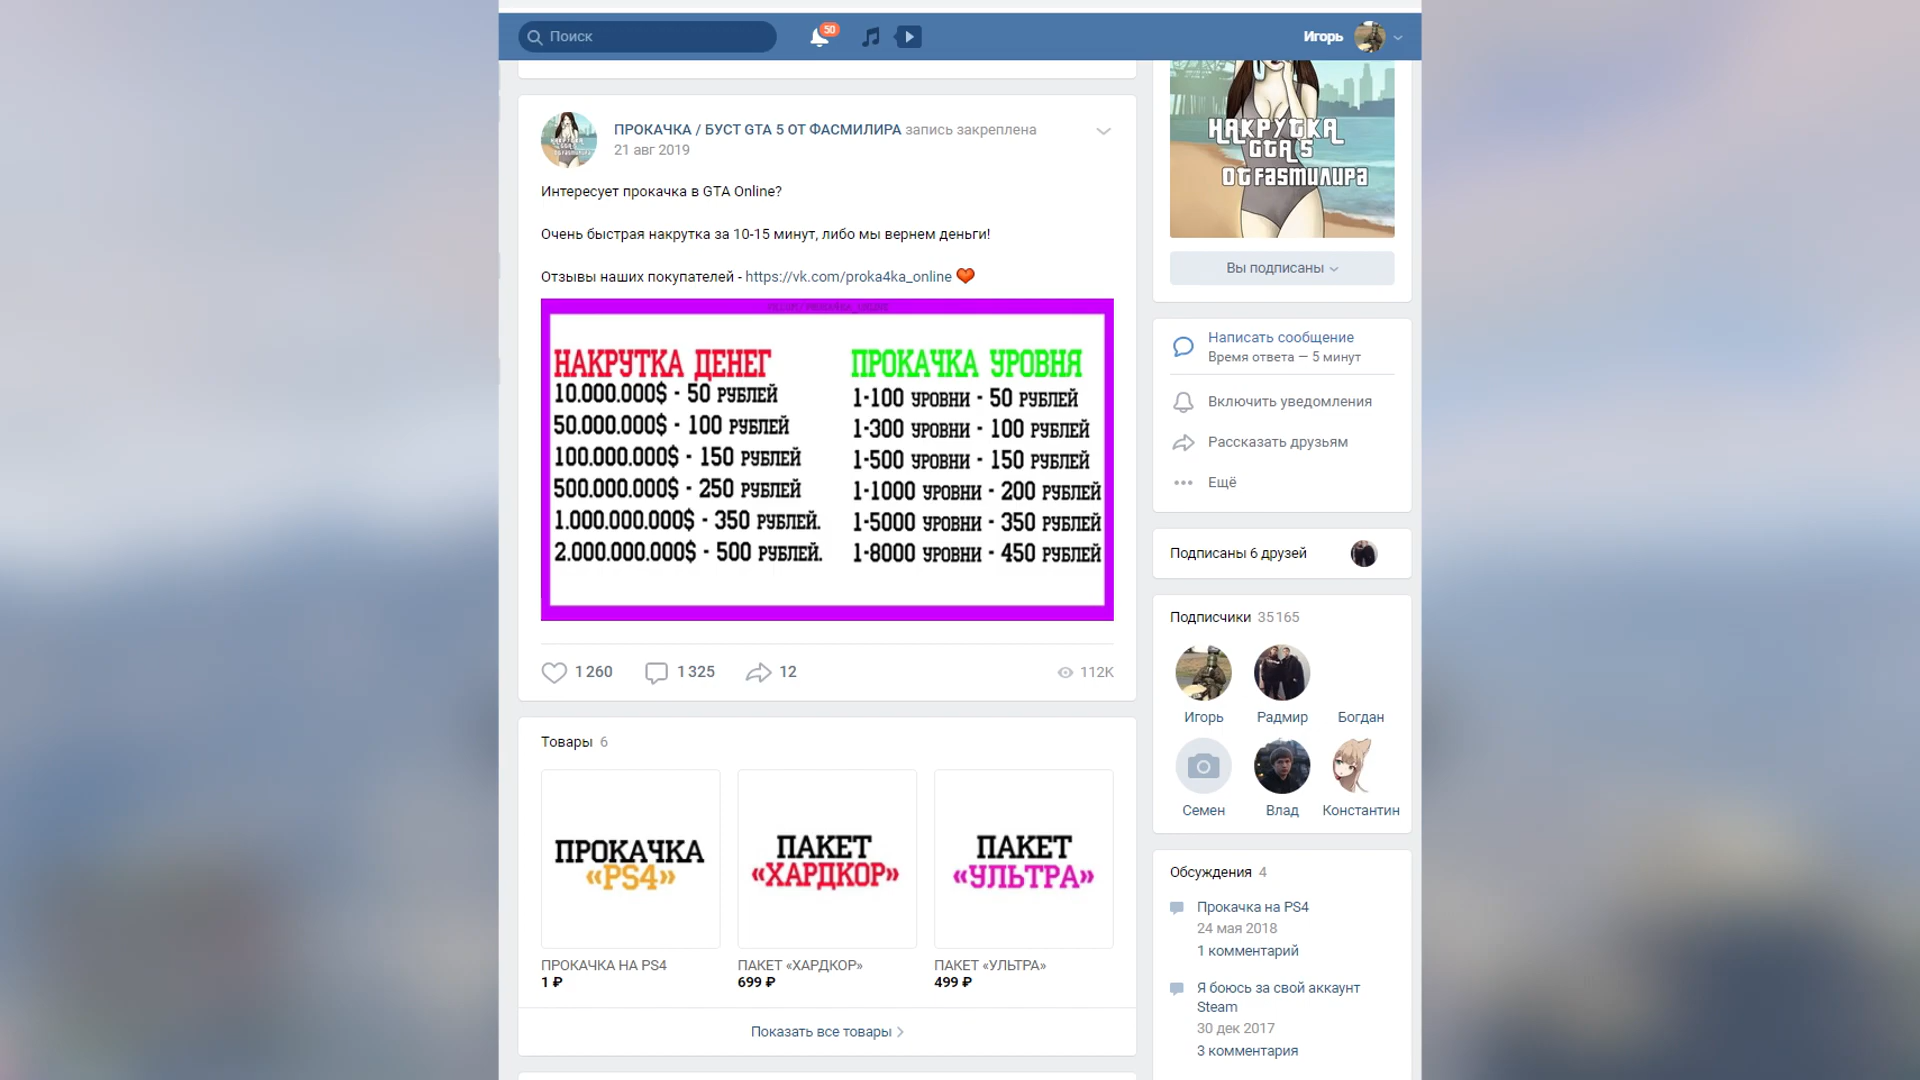 Поиск
50
Игорь
ПРОКАЧКА / БУСТ GTA 5 ОТ ФАСМИЛИРА запись закреплена
21 авг 2019
Интересует прокачка в GTA Online?
Очень быстрая накрутка за 10-15 минут, либо мы вернем деньги!
Отзывы наших покупателей - https://vk.com/proka4ka_online
НАКРУТКА ДЕНЕГ
10.000.000$ - 50 РУБЛЕЙ
50.000.000$ - 100 РУБЛЕЙ
100.000.000$ - 150 РУБЛЕЙ
500.000.000$ - 250 РУБЛЕЙ
1.000.000.000$ - 350 РУБЛЕЙ.
2.000.000.000$ - 500 РУБЛЕЙ.
ПРОКАЧКА УРОВНЯ
1-100 УРОВНИ - 50 РУБЛЕЙ
1-300 УРОВНИ - 100 РУБЛЕЙ
1-500 УРОВНИ - 150 РУБЛЕЙ
1-1000 УРОВНИ - 200 РУБЛЕЙ
1-5000 УРОВНИ - 350 РУБЛЕЙ
1-8000 УРОВНИ - 450 РУБЛЕЙ
1 260
1 325
12
112K
Товары 6
ПРОКАЧКА
«PS4»
ПАКЕТ
«ХАРДКОР»
ПАКЕТ
«УЛЬТРА»
ПРОКАЧКА НА PS4
1 ₽
ПАКЕТ «ХАРДКОР»
699 ₽
ПАКЕТ «УЛЬТРА»
499 ₽
Показать все товары
НАКРУТКА
GTA 5
ОТ FASMИЛИРА
Вы подписаны
Написать сообщение
Время ответа — 5 минут
Включить уведомления
Рассказать друзьям
Ещё
Подписаны 6 друзей
Подписчики 35 165
Игорь
Радмир
Богдан
Семен
Влад
Константин
Обсуждения 4
Прокачка на PS4
24 мая 2018
1 комментарий
Я боюсь за свой аккаунт
Steam
30 дек 2017
3 комментария